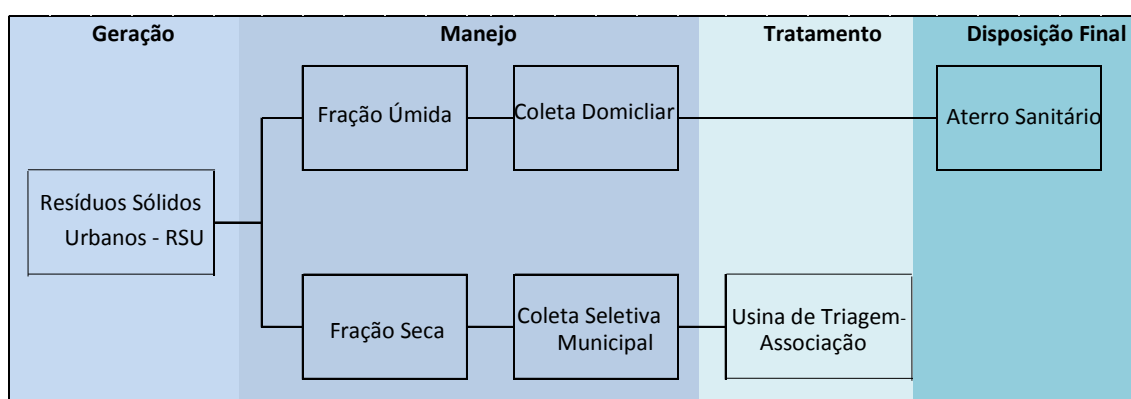 Geração
Manejo
Tratamento
Disposição Final
Fração Úmida
Coleta Domicliar
Aterro Sanitário
Resíduos Sólidos
Urbanos - RSU
Fração Seca
Coleta Seletiva
Municipal
Usina de Triagem-
Associação